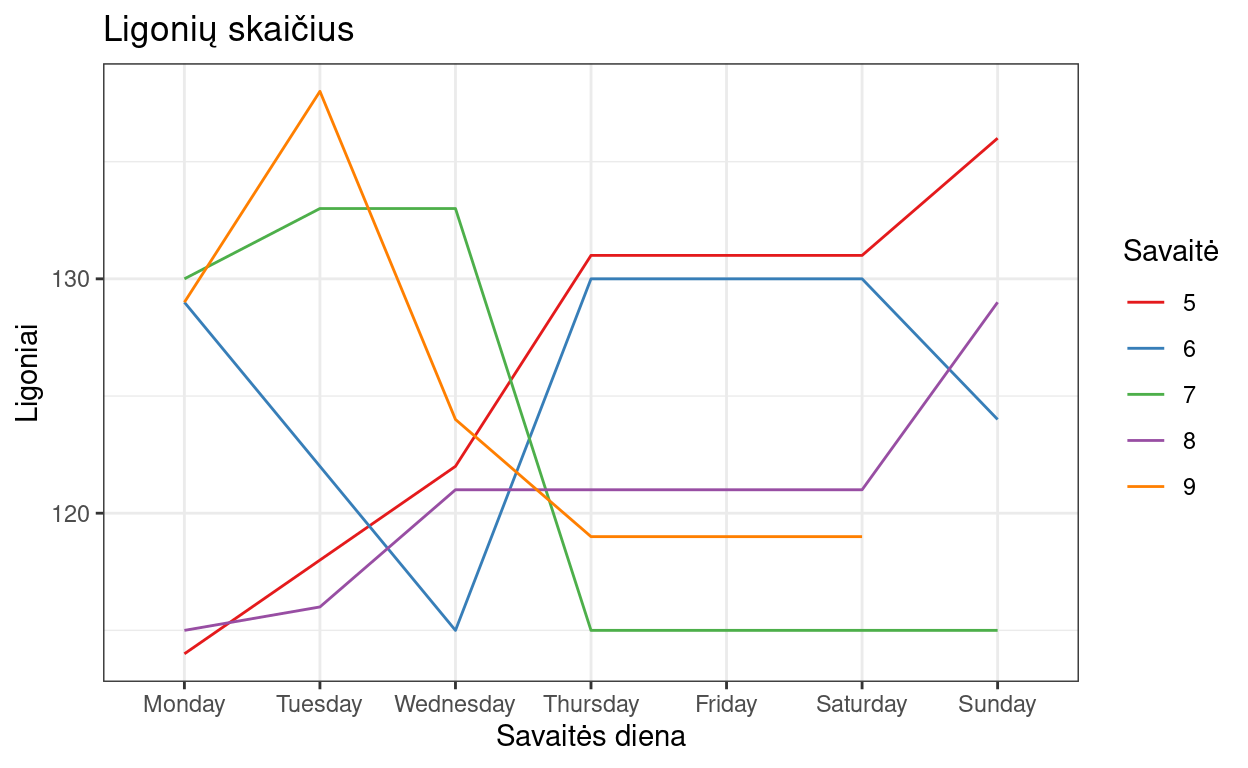 Ligonių skaičius
Ligoniai
130
120
Monday Tuesday Wednesday Thursday Friday Saturday Sunday
Savaitės diena
Savaitė
5
6
7
8
9